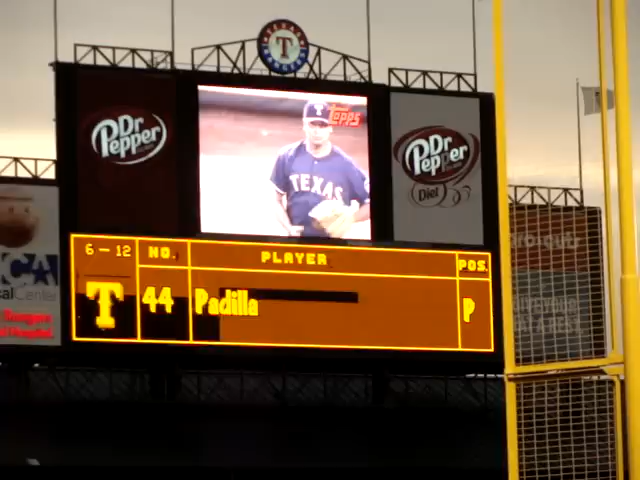 TEXAS
T
RANGERS
Dr Pepper
T
Topps
TEXAS
Dr Pepper
Diet
6-12
NO.
PLAYER
POS.
T
44
Padilla
P